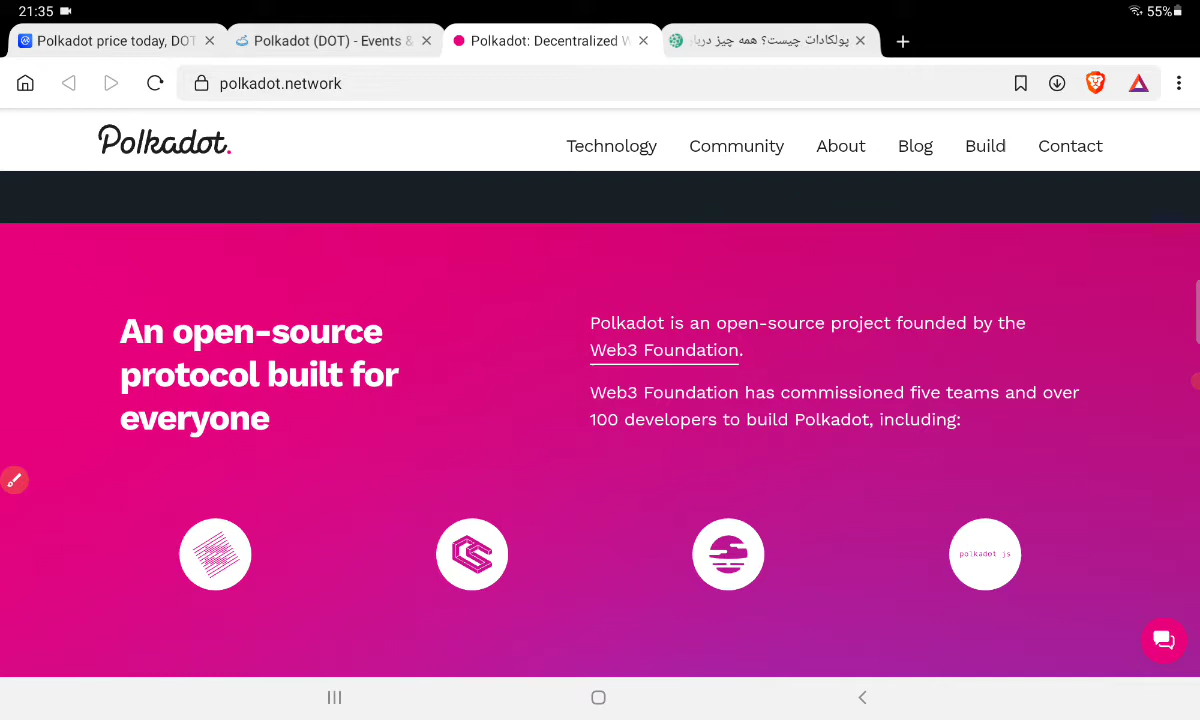 21:35
55%
Polkadot price today, DOT
Polkadot (DOT) - Events &
Polkadot: Decentralized W
پولکادات چیست؟ همه چیز دربار
polkadot.network
Polkadot.
Technology
Community
About
Blog
Build
Contact
An open-source
protocol built for
everyone
Polkadot is an open-source project founded by the
Web3 Foundation.
Web3 Foundation has commissioned five teams and over
100 developers to build Polkadot, including:
polkadot js